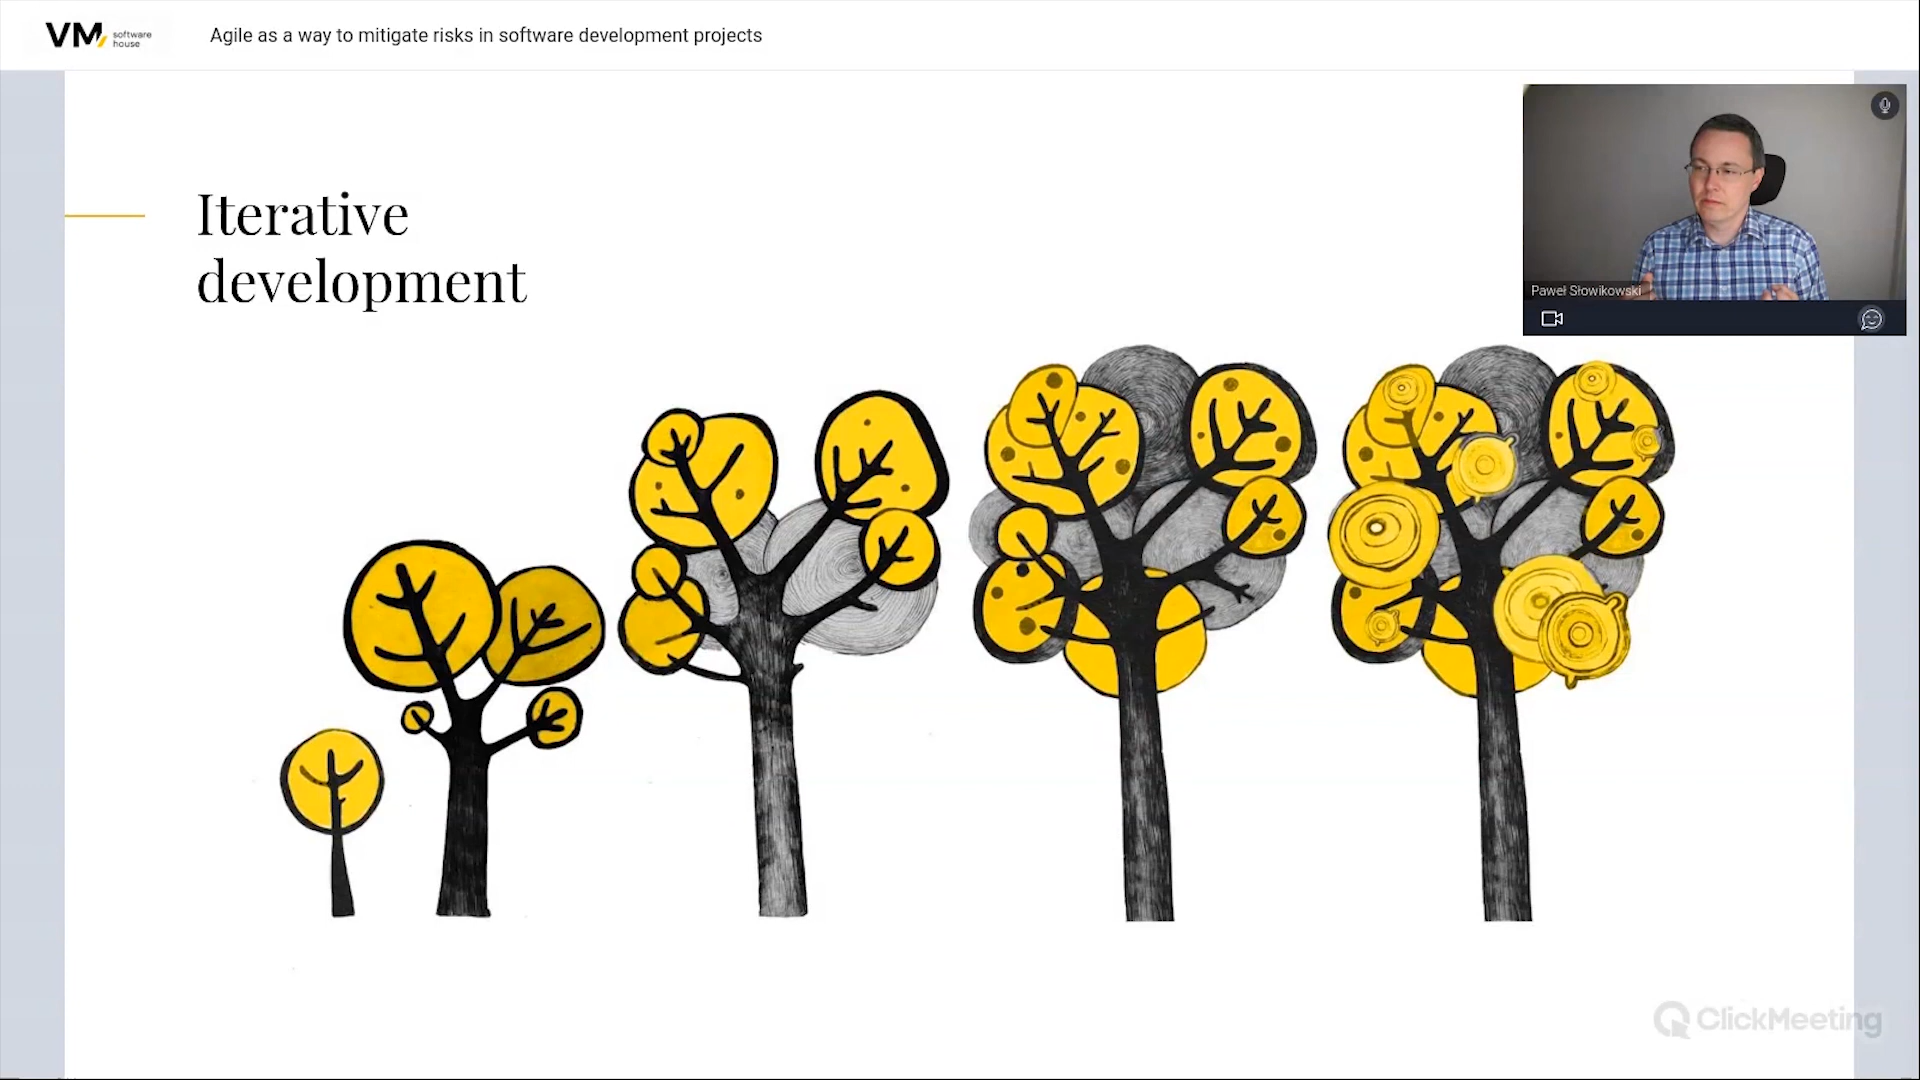 VM software house
Agile as a way to mitigate risks in software development projects
Iterative
development
Paweł Słowikowski
ClickMeeting